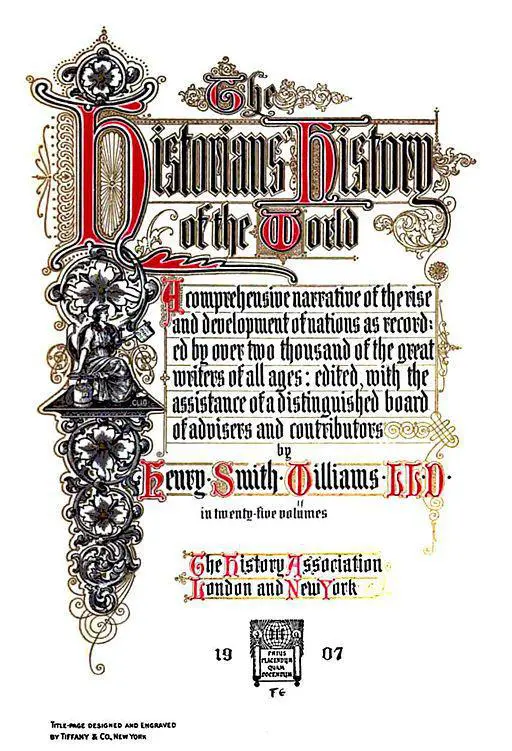 The
Historians' History
of the World
A comprehensive narrative of the rise
and development of nations as record:
ed by over two thousand of the great
writers of all ages: edited, with the
assistance of a distinguished board
of advisers and contributors
by
Henry · Smith · Williams · LL.D ·
in twenty-five volumes
The History Association
London and New York
19 07
PRIUS
PLACENDUM
QUAM
DOCENDUM
TITLE-PAGE DESIGNED AND ENGRAVED
BY TIFFANY & CO., NEW YORK